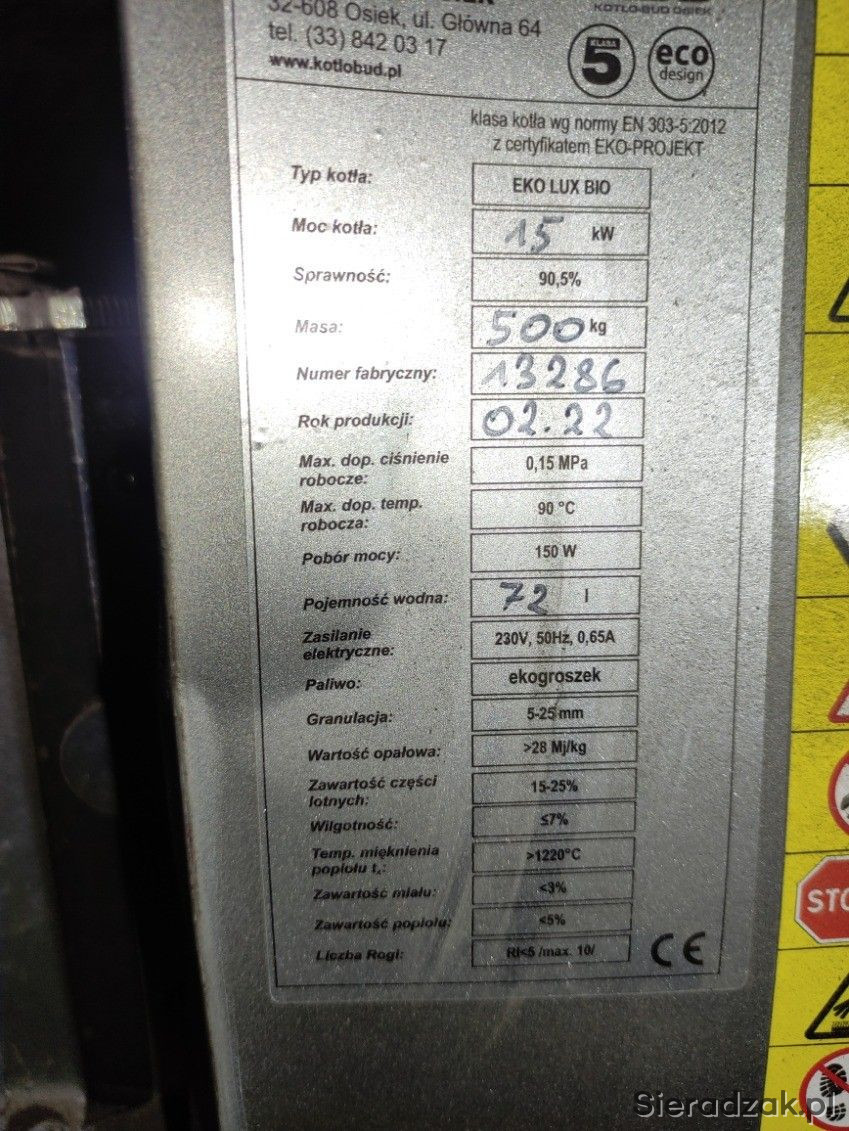 32-608 Osiek, ul. Główna 64
tel. (33) 842 03 17
www.kotlobud.pl
KOTŁO-BUD OSIEK
KLASA
5
eco
design
klasa kotła wg normy EN 303-5:2012
z certyfikatem EKO-PROJEKT
Typ kotła: EKO LUX BIO
Moc kotła: 15 kW
Sprawność: 90,5%
Masa: 500 kg
Numer fabryczny: 13286
Rok produkcji: 02.22
Max. dop. ciśnienie
robocze: 0,15 MPa
Max. dop. temp.
robocza: 90 °C
Pobór mocy: 150 W
Pojemność wodna: 72 l
Zasilanie
elektryczne: 230V, 50Hz, 0,65A
Paliwo: ekogroszek
Granulacja: 5-25 mm
Wartość opałowa: >28 Mj/kg
Zawartość części
lotnych: 15-25%
Wilgotność: ≤7%
Temp. mięknienia
popiołu tₐ: >1220°C
Zawartość miału: <3%
Zawartość popiołu: <5%
Liczba Rogi: RI<5 /max. 10/
CE
STO
Sieradzak.pl